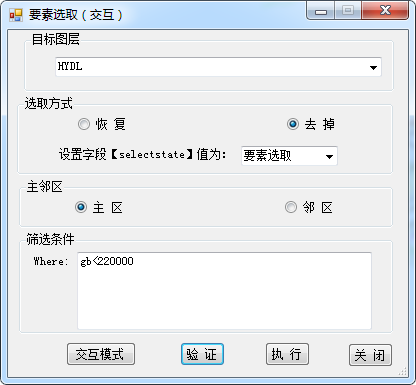 要素选取（交互）
目标图层
HYDL
选取方式
恢 复 去 掉
设置字段【selectstate】值为: 要素选取
主邻区
主 区 邻 区
筛选条件
Where: gb<220000
交互模式 验 证 执 行 关 闭